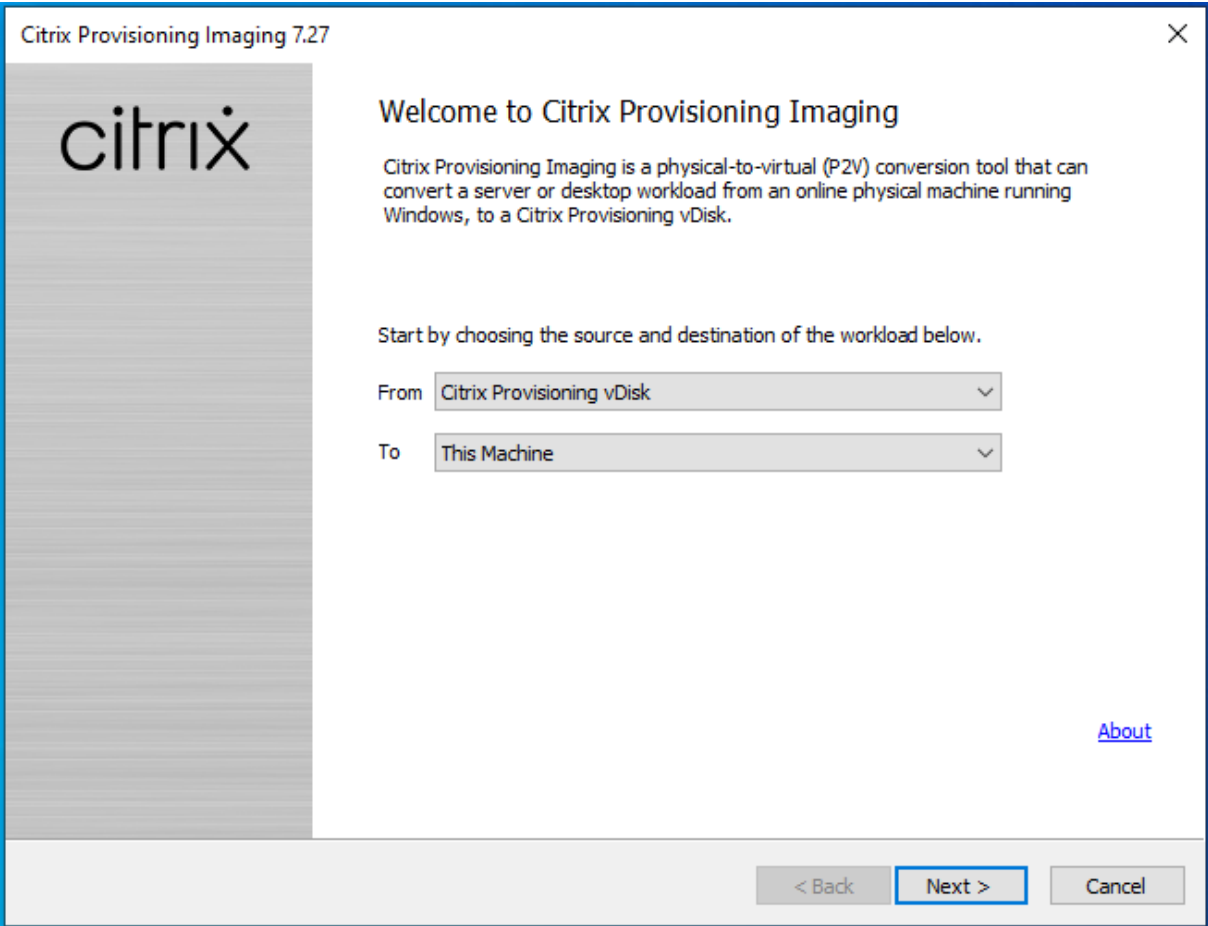 Citrix Provisioning Imaging 7.27
citrix
Welcome to Citrix Provisioning Imaging
Citrix Provisioning Imaging is a physical-to-virtual (P2V) conversion tool that can
convert a server or desktop workload from an online physical machine running
Windows, to a Citrix Provisioning vDisk.
Start by choosing the source and destination of the workload below.
From Citrix Provisioning vDisk
To This Machine
About
< Back Next > Cancel